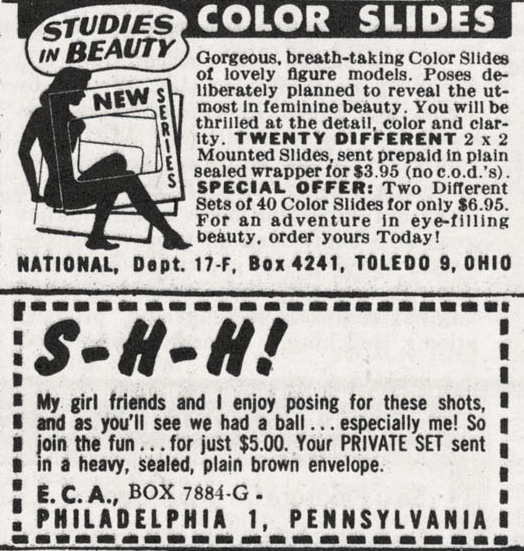 STUDIES
IN BEAUTY
COLOR SLIDES
NEW
SERIES
Gorgeous, breath-taking Color Slides
of lovely figure models. Poses de-
liberately planned to reveal the ut-
most in feminine beauty. You will be
thrilled at the detail, color and clar-
ity. TWENTY DIFFERENT 2 x 2
Mounted Slides, sent prepaid in plain
sealed wrapper for $3.95 (no c.o.d.'s).
SPECIAL OFFER: Two Different
Sets of 40 Color Slides for only $6.95.
For an adventure in eye-filling
beauty, order yours Today!
NATIONAL, Dept. 17-F, Box 4241, TOLEDO 9, OHIO
S-H-H!
My girl friends and I enjoy posing for these shots,
and as you'll see we had a ball ... especially me! So
join the fun ... for just $5.00. Your PRIVATE SET sent
in a heavy, sealed, plain brown envelope.
E.C.A., BOX 7884-G -
PHILADELPHIA 1, PENNSYLVANIA